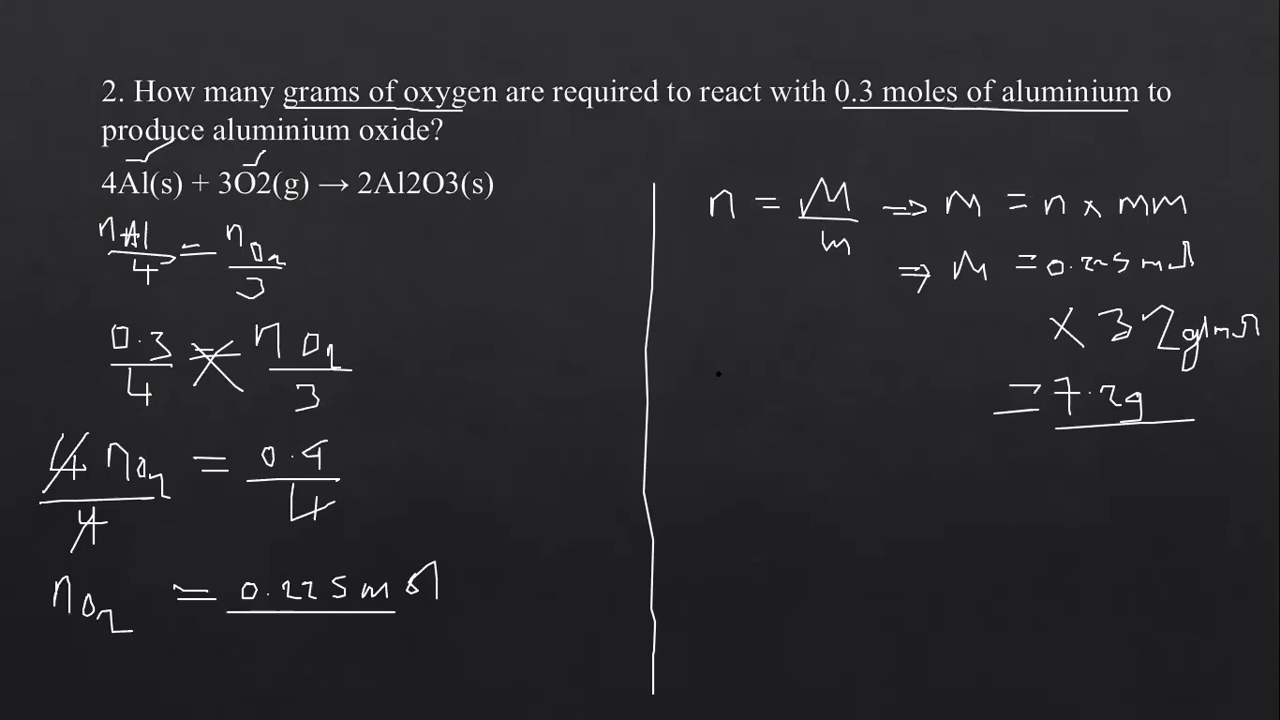 2. How many grams of oxygen are required to react with 0.3 moles of aluminium to
produce aluminium oxide?
4Al(s) + 3O2(g) → 2Al2O3(s)
nAl/4 = nO2/3
0.3/4 = nO2/3
4 nO2/4 = 0.9/4
nO2 = 0.225 mol
n = M/m ⇒ M = n × mm
⇒ M = 0.225 mol
× 32 g/mol
= 7.2g